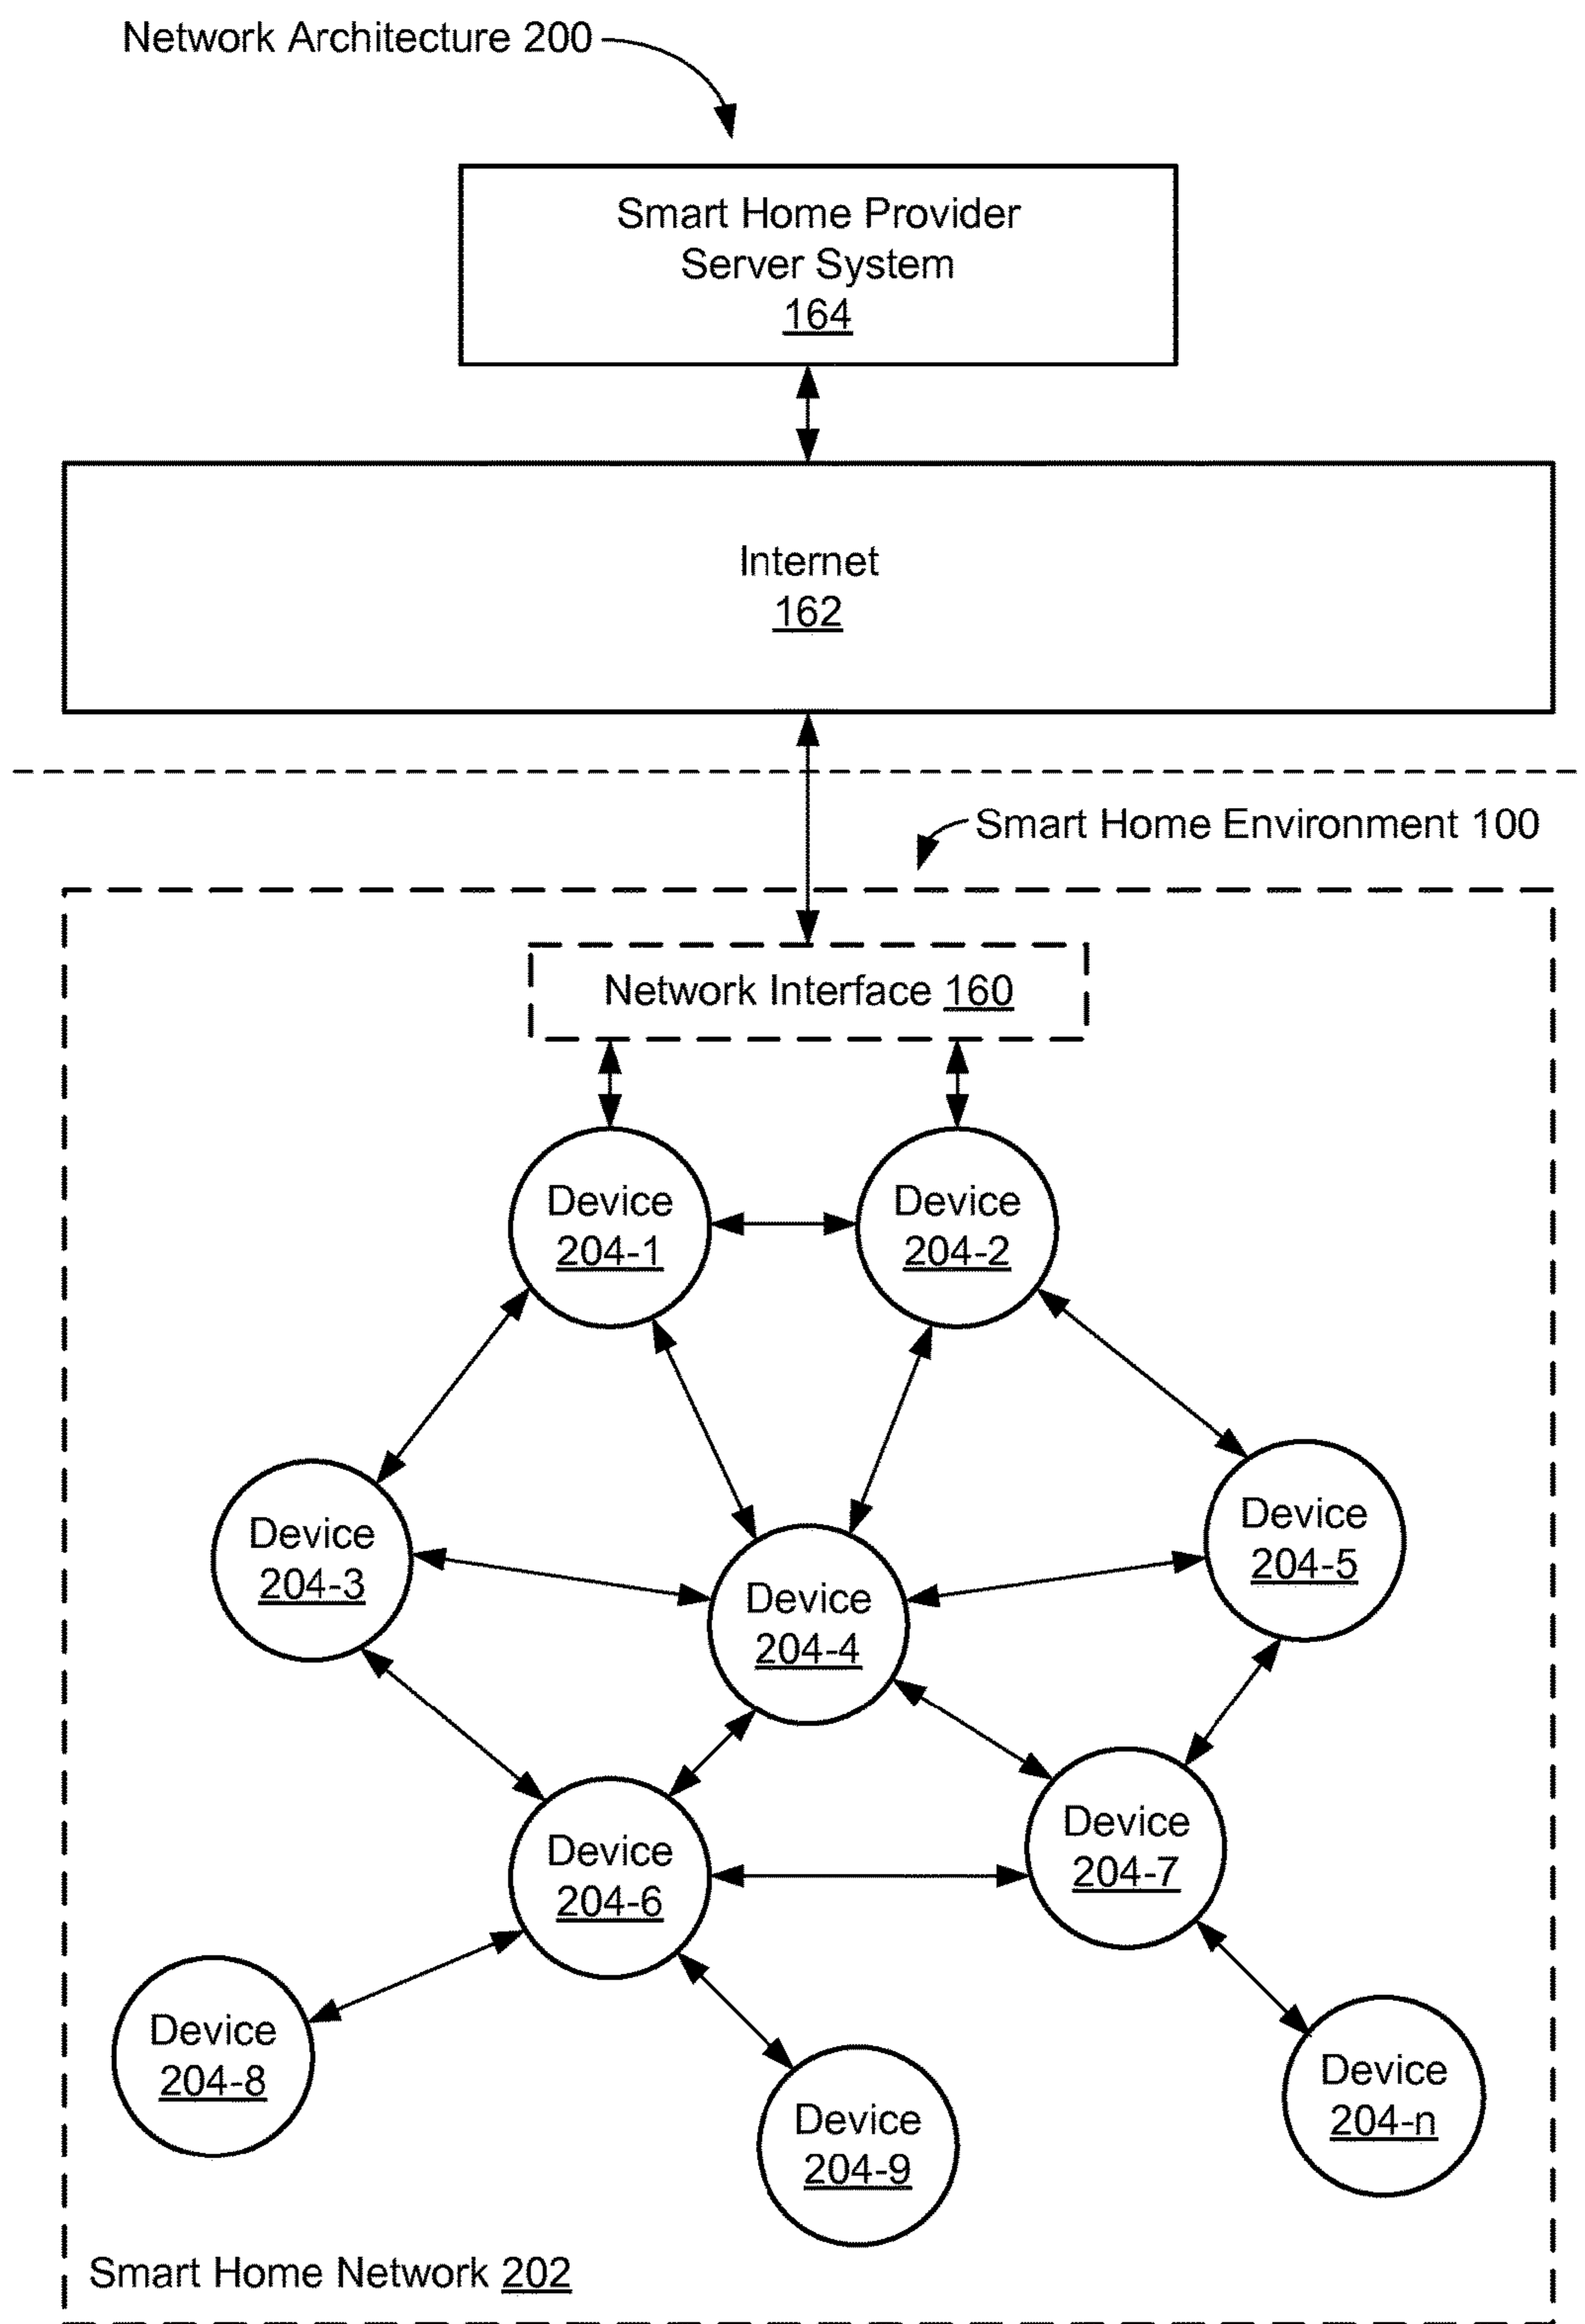 Network Architecture 200
Smart Home Provider
Server System
164
Internet
162
Smart Home Environment 100
Network Interface 160
Device
204-1
Device
204-2
Device
204-3
Device
204-4
Device
204-5
Device
204-6
Device
204-7
Device
204-8
Device
204-9
Device
204-n
Smart Home Network 202